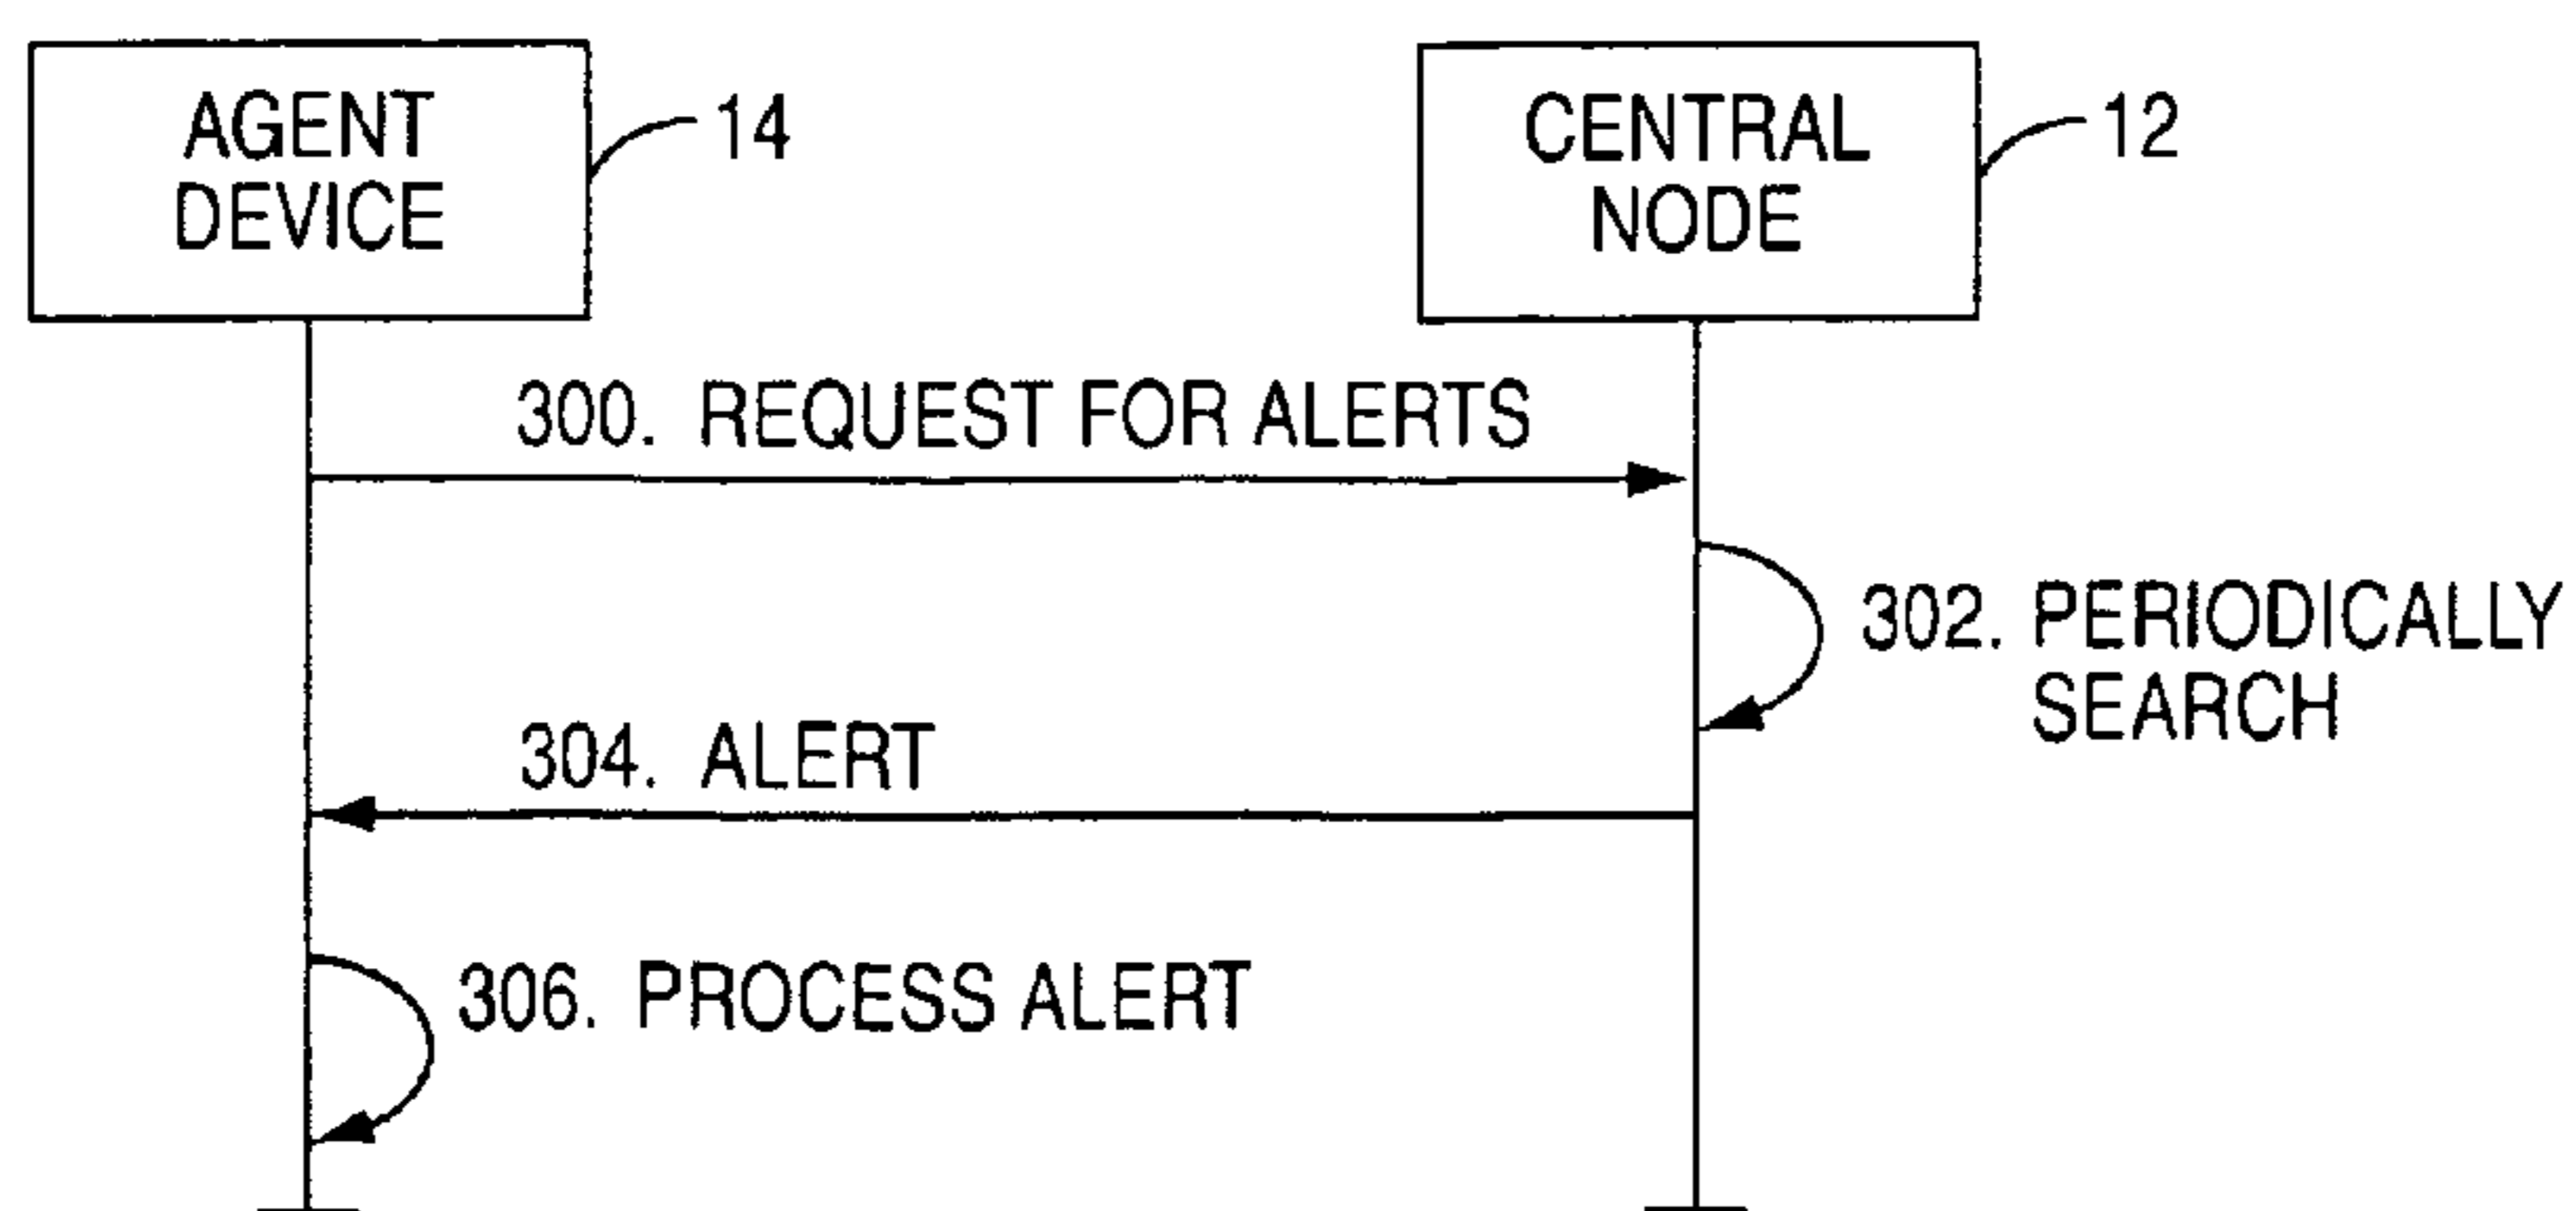 AGENT
DEVICE
14
CENTRAL
NODE
12
300. REQUEST FOR ALERTS
302. PERIODICALLY
SEARCH
304. ALERT
306. PROCESS ALERT